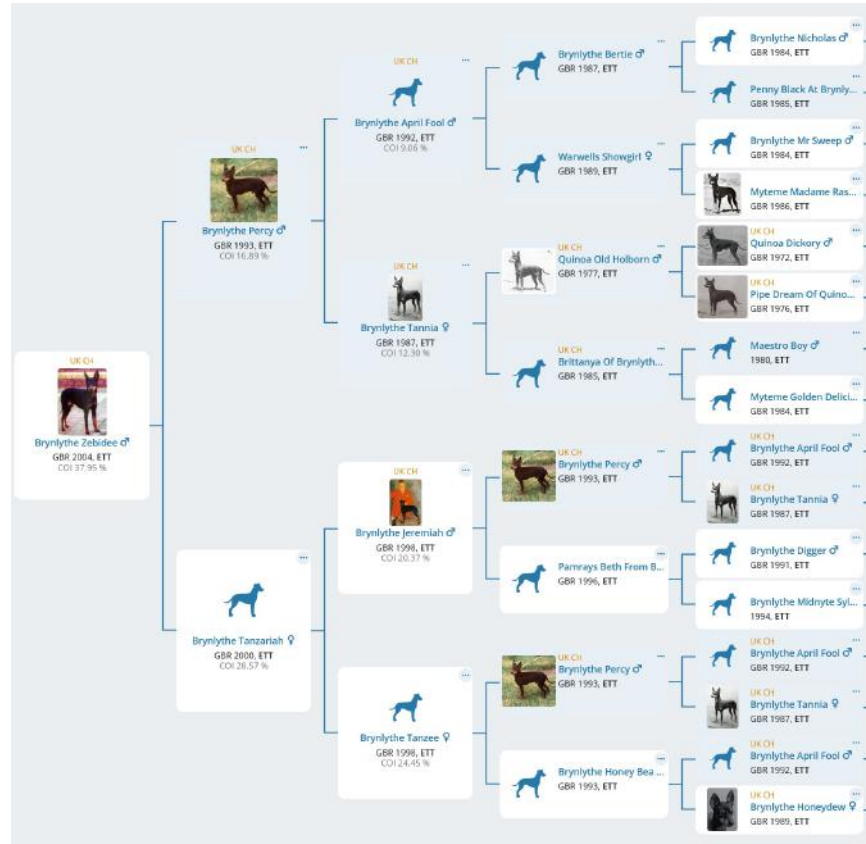 UK CH
Brynlythe Zebidee ♂
GBR 2004, ETT
COI 37.95 %
UK CH
Brynlythe Percy ♂
GBR 1993, ETT
COI 16.89 %
Brynlythe Tanzariah ♀
GBR 2000, ETT
COI 28.57 %
UK CH
Brynlythe April Fool ♂
GBR 1992, ETT
COI 9.06 %
UK CH
Brynlythe Tannia ♀
GBR 1987, ETT
COI 12.30 %
UK CH
Brynlythe Jeremiah ♂
GBR 1998, ETT
COI 20.37 %
Brynlythe Tanzee ♀
GBR 1998, ETT
COI 24.45 %
Brynlythe Bertie ♂
GBR 1987, ETT
Warwells Showgirl ♀
GBR 1989, ETT
UK CH
Quinoa Old Holborn ♂
GBR 1977, ETT
UK CH
Brittanya Of Brynlyth...
GBR 1985, ETT
UK CH
Brynlythe Percy ♂
GBR 1993, ETT
Pamrays Beth From B...
GBR 1996, ETT
UK CH
Brynlythe Percy ♂
GBR 1993, ETT
Brynlythe Honey Bea ...
GBR 1993, ETT
Brynlythe Nicholas ♂
GBR 1984, ETT
Penny Black At Brynly...
GBR 1985, ETT
Brynlythe Mr Sweep ♂
GBR 1984, ETT
Myteme Madame Ras...
GBR 1986, ETT
UK CH
Quinoa Dickory ♂
GBR 1972, ETT
UK CH
Pipe Dream Of Quino...
GBR 1976, ETT
Maestro Boy ♂
1980, ETT
Myteme Golden Delici...
GBR 1984, ETT
UK CH
Brynlythe April Fool ♂
GBR 1992, ETT
UK CH
Brynlythe Tannia ♀
GBR 1987, ETT
Brynlythe Digger ♂
GBR 1991, ETT
Brynlythe Midnyte Syl...
1994, ETT
UK CH
Brynlythe April Fool ♂
GBR 1992, ETT
UK CH
Brynlythe Tannia ♀
GBR 1987, ETT
UK CH
Brynlythe April Fool ♂
GBR 1992, ETT
UK CH
Brynlythe Honeydew ♀
GBR 1989, ETT